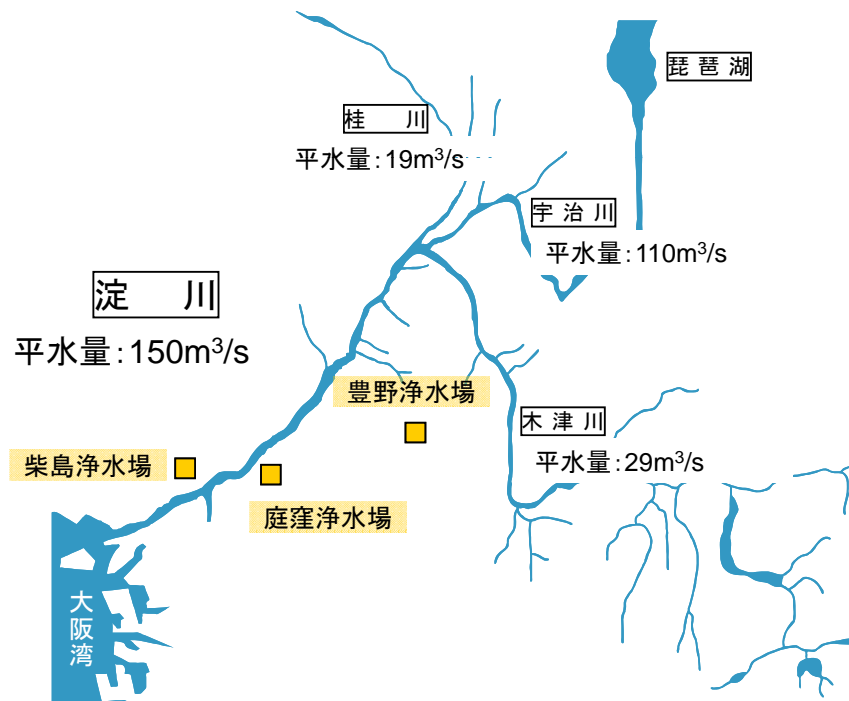 琵琶湖
桂川
平水量：19m³/s
宇治川
平水量：110m³/s
淀川
平水量：150m³/s
豊野浄水場
木津川
平水量：29m³/s
柴島浄水場
庭窪浄水場
大阪湾